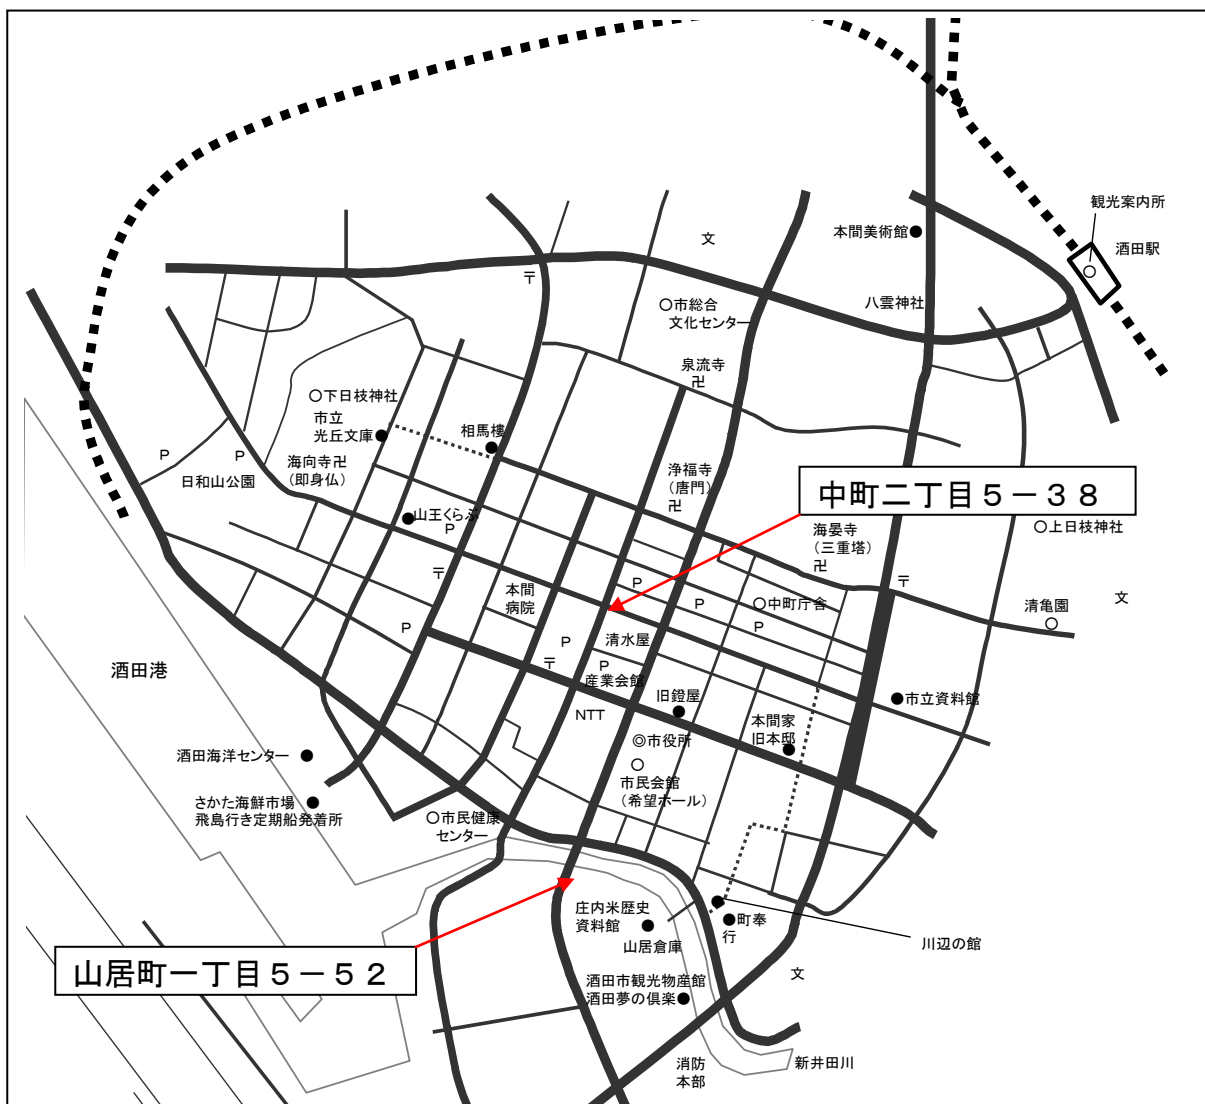 観光案内所
酒田駅
本間美術館
文
〒
八雲神社
市総合
文化センター
泉流寺
卍
下日枝神社
市立
光丘文庫
相馬樓
P
P
日和山公園
海向寺卍
(即身仏)
浄福寺
(唐門)
卍
中町二丁目5-38
山王くらぶ
P
海晏寺
(三重塔)
卍
上日枝神社
〒
〒
本間
病院
P
P
中町庁舎
清亀園
文
P
P
清水屋
P
〒
P
産業会館
酒田港
旧鐙屋
NTT
市立資料館
本間家
旧本邸
◎市役所
酒田海洋センター
市民会館
(希望ホール)
さかた海鮮市場
飛島行き定期船発着所
市民健康
センター
庄内米歴史
資料館
町奉
行
山居倉庫
川辺の館
山居町一丁目5-52
文
酒田市観光物産館
酒田夢の倶楽
消防
本部
新井田川